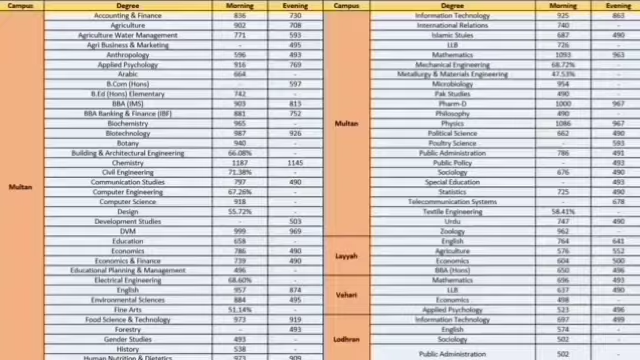 Campus Degree Morning Evening Campus Degree Morning Evening
Accounting & Finance 836 730 Information Technology 925 863
Agriculture 902 708 International Relations 740 -
Agriculture Water Management 771 593 Islamic Stuies 687 490
Agri Business & Marketing - 495 LLB 726 -
Anthropology 596 493 Mathematics 1093 963
Applied Psychology 916 769 Mechanical Engineering 68.72% -
Arabic 664 - Metallurgy & Materials Engineering 47.53% -
B.Com (Hons) - 597 Microbiology 954 -
B.Ed (Hons) Elementary 742 - Pak Studies 490 -
BBA (IMS) 903 813 Pharm-D 1000 967
BBA Banking & Finance (IBF) 881 752 Philosophy 490 -
Biochemistry 965 - Multan Physics 1086 967
Biotechnology 987 926 Political Science 662 490
Botany 940 - Poultry Science - 593
Building & Architectural Engineering 66.08% - Public Administration 786 491
Chemistry 1187 1145 Public Policy - 493
Civil Engineering 71.38% - Sociology 676 490
Communication Studies 797 490 Special Education - 493
Multan Computer Engineering 67.26% - Statistics 725 490
Computer Science 918 - Telecommunication Systems - 678
Design 55.72% - Textile Engineering 58.41% -
Development Studies - 503 Urdu 747 490
DVM 999 969 Zoology 962 -
Education 658 - English 764 641
Economics 786 490 Layyah Agriculture 576 552
Economics & Finance 739 490 Economics 604 500
Educational Planning & Management 496 - BBA (Hons) 650 496
Electrical Engineering 68.60% - Mathematics 696 493
English 957 874 Vehari LLB 637 490
Environmental Sciences 884 495 Economics 498 -
Fine Arts 51.14% - Applied Psychology 523 496
Food Science & Technology 973 919 Information Technology 697 499
Forestry - 493 English 574 -
Gender Studies 493 - Lodhran Sociology 502 -
History 538 - Public Administration 502 -
Human Nutrition & Dietetics 973 909